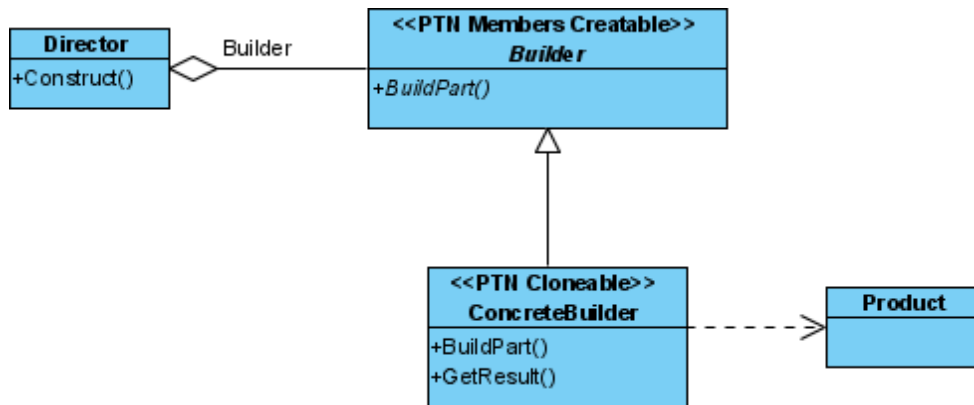 Director
+Construct()
Builder
<<PTN Members Creatable>>
Builder
+BuildPart()
<<PTN Cloneable>>
ConcreteBuilder
+BuildPart()
+GetResult()
Product